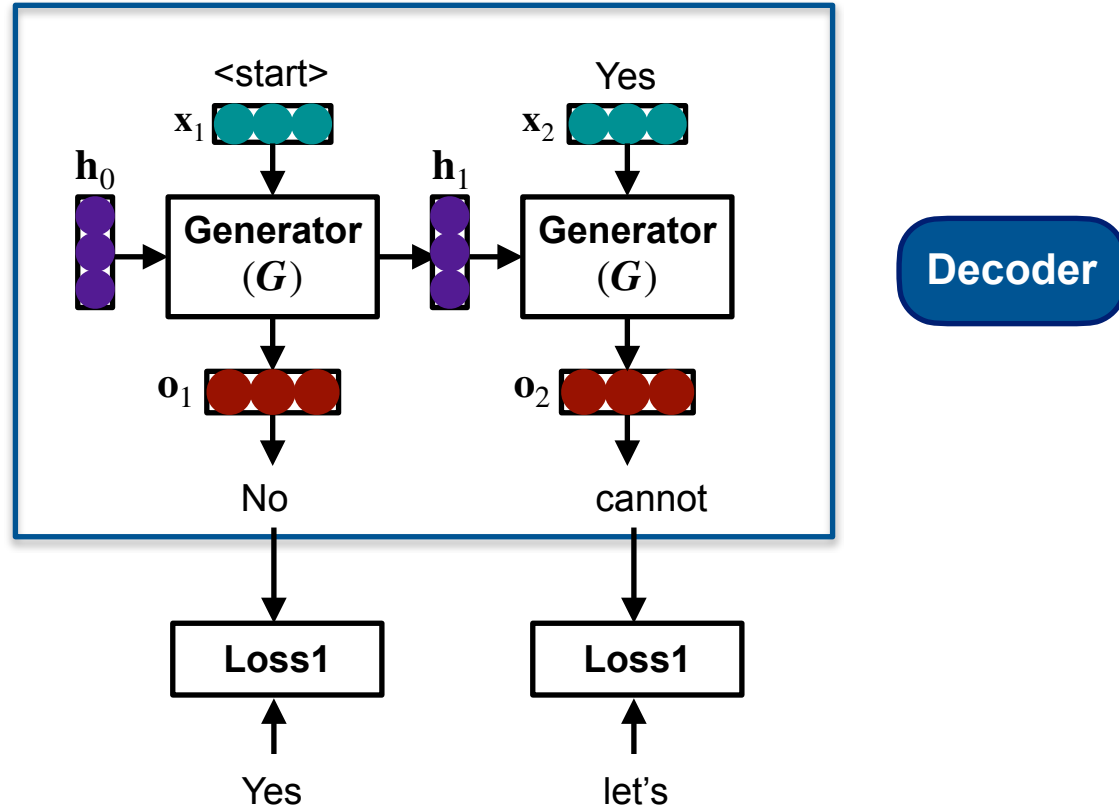 <start> Yes
x₁ x₂
h₀ h₁
Generator Generator
(G) (G)
Decoder
o₁ o₂
No cannot
Loss1 Loss1
Yes let's